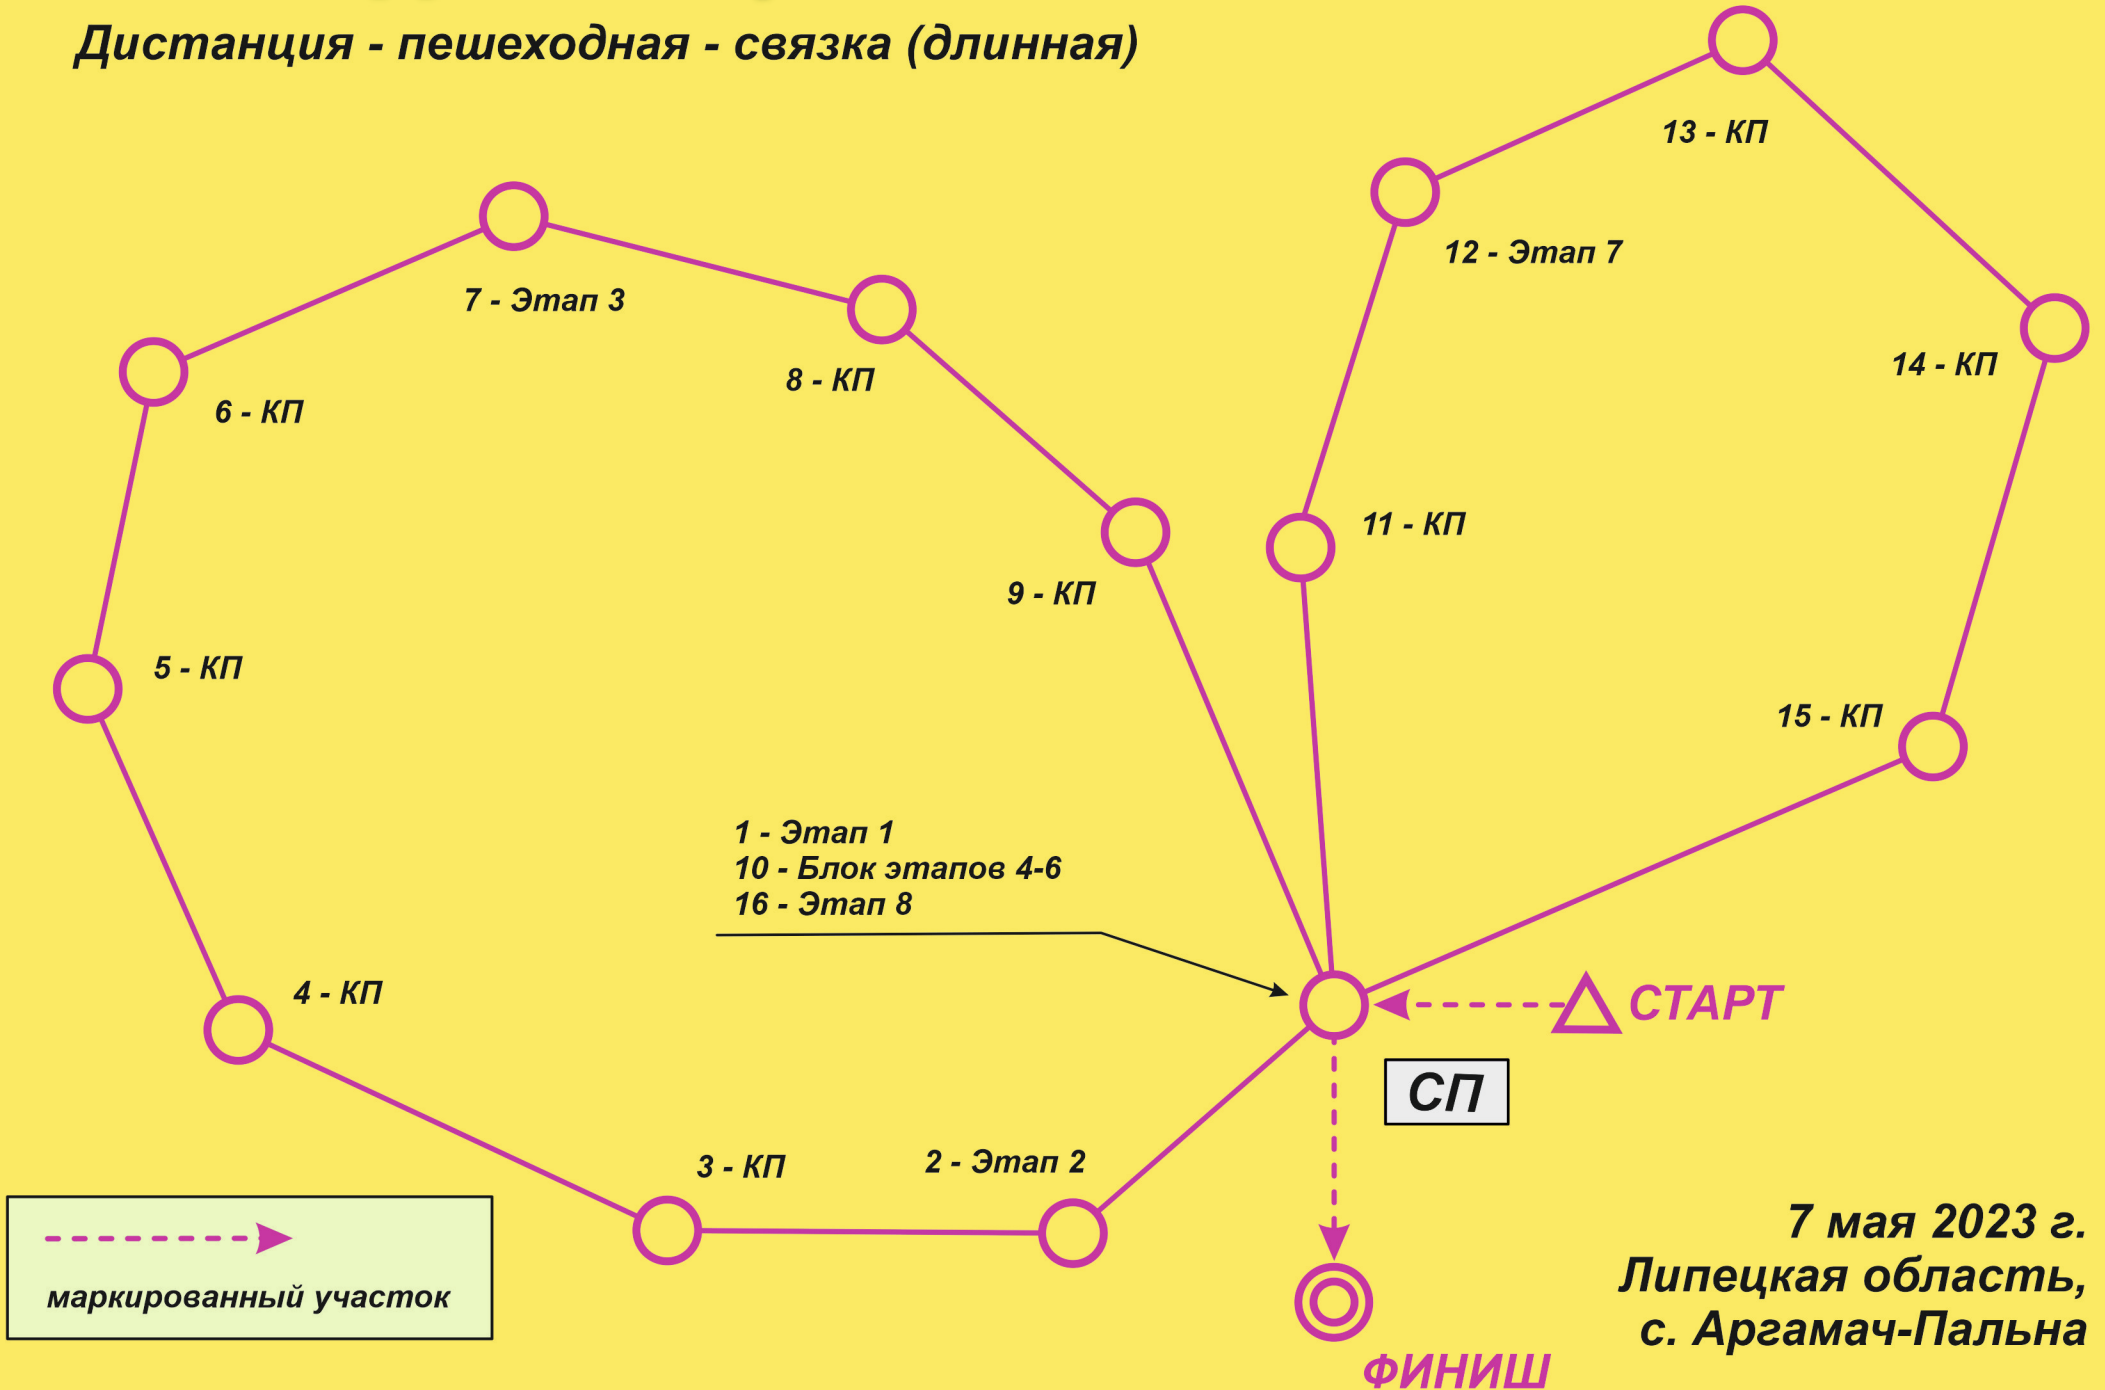 Дистанция - пешеходная - связка (длинная)
13 - КП
12 - Этап 7
7 - Этап 3
14 - КП
8 - КП
6 - КП
11 - КП
9 - КП
5 - КП
15 - КП
1 - Этап 1
10 - Блок этапов 4-6
16 - Этап 8
4 - КП
СТАРТ
СП
3 - КП
2 - Этап 2
маркированный участок
7 мая 2023 г.
Липецкая область,
с. Аргамач-Пальна
ФИНИШ